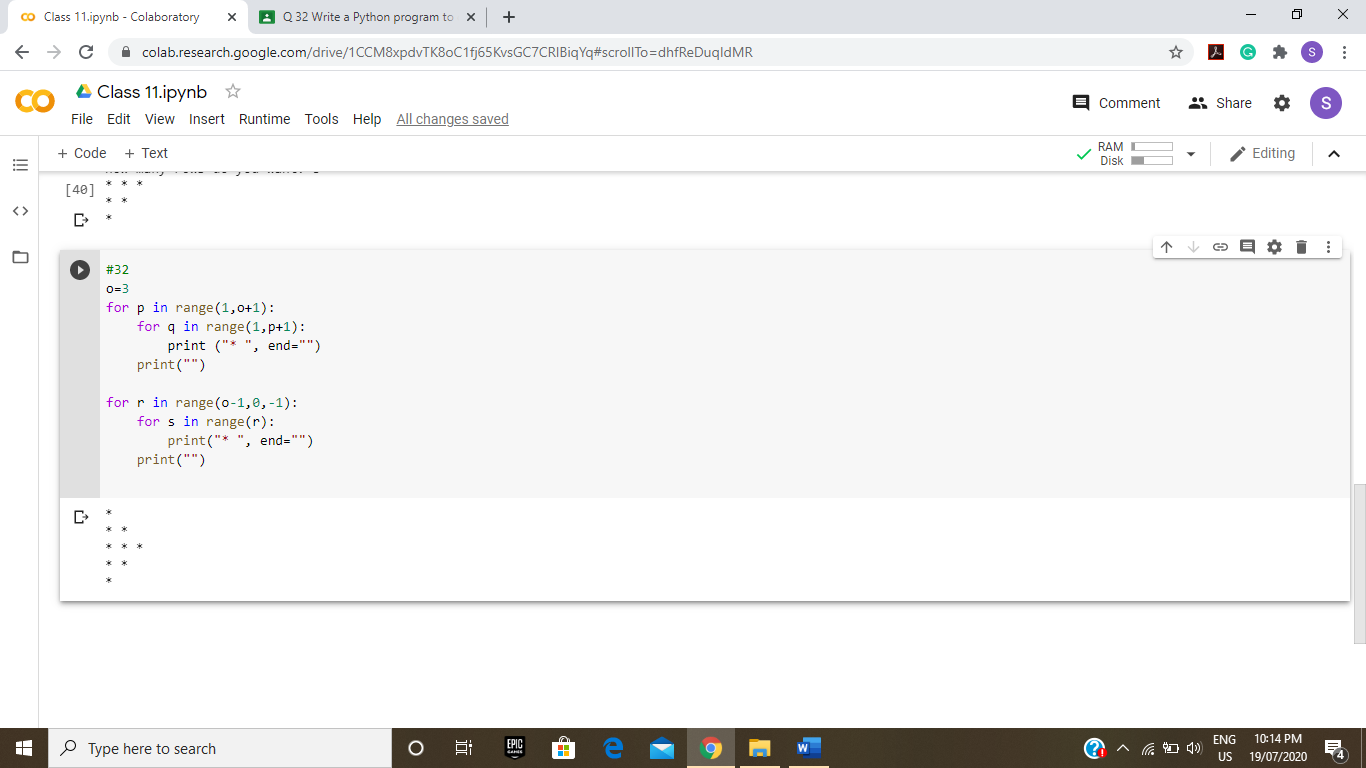 Class 11.ipynb - Colaboratory
Q 32 Write a Python program to
colab.research.google.com/drive/1CCM8xpdvTK8oC1fj65KvsGC7CRIBiqYq#scrollTo=dhfReDuqIdMR
Class 11.ipynb
File Edit View Insert Runtime Tools Help All changes saved
Comment Share S
+ Code + Text
RAM
Disk
Editing
[40]
* * *
* *
*
#32
o=3
for p in range(1,o+1):
    for q in range(1,p+1):
        print ("* ", end="")
    print("")
for r in range(o-1,0,-1):
    for s in range(r):
        print("* ", end="")
    print("")
*
* *
* * *
* *
*
Type here to search
EPIC GAMES
ENG
US
10:14 PM
19/07/2020
4